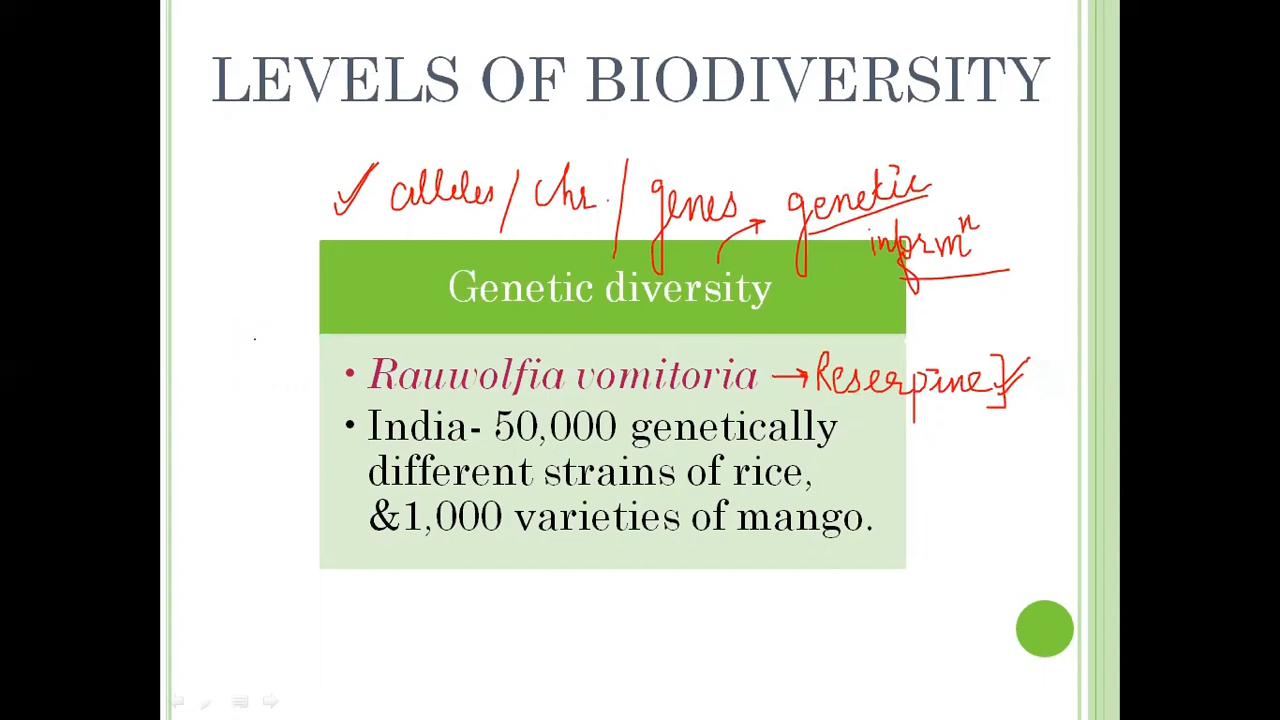 LEVELS OF BIODIVERSITY
✓ alleles / chr. / genes genetic
informⁿ
Genetic diversity
• Rauwolfia vomitoria → Reserpine] ✓
• India- 50,000 genetically
different strains of rice,
&1,000 varieties of mango.